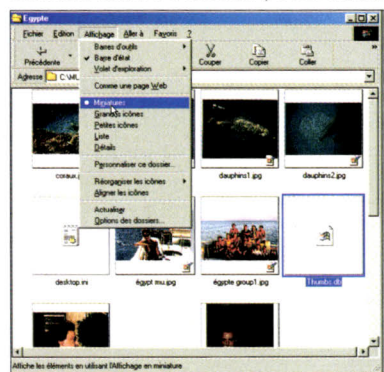 Egypte
Fichier Edition Affichage Aller à Favoris ?
Précédente
Couper Copier Coller
Adresse C:\MU
Barres d'outils
Barre d'état
Volet d'exploration
Comme une page Web
Miniatures
Grandes icônes
Petites icônes
Liste
Détails
Personnaliser ce dossier...
Réorganiser les icônes
Aligner les icônes
Actualiser
Options des dossiers...
coraux.j
dauphins1.jpg
dauphins2.jpg
desktop.ini
égypt mu.jpg
égypte group1.jpg
Thumbs.db
Affiche les éléments en utilisant l'Affichage en miniature